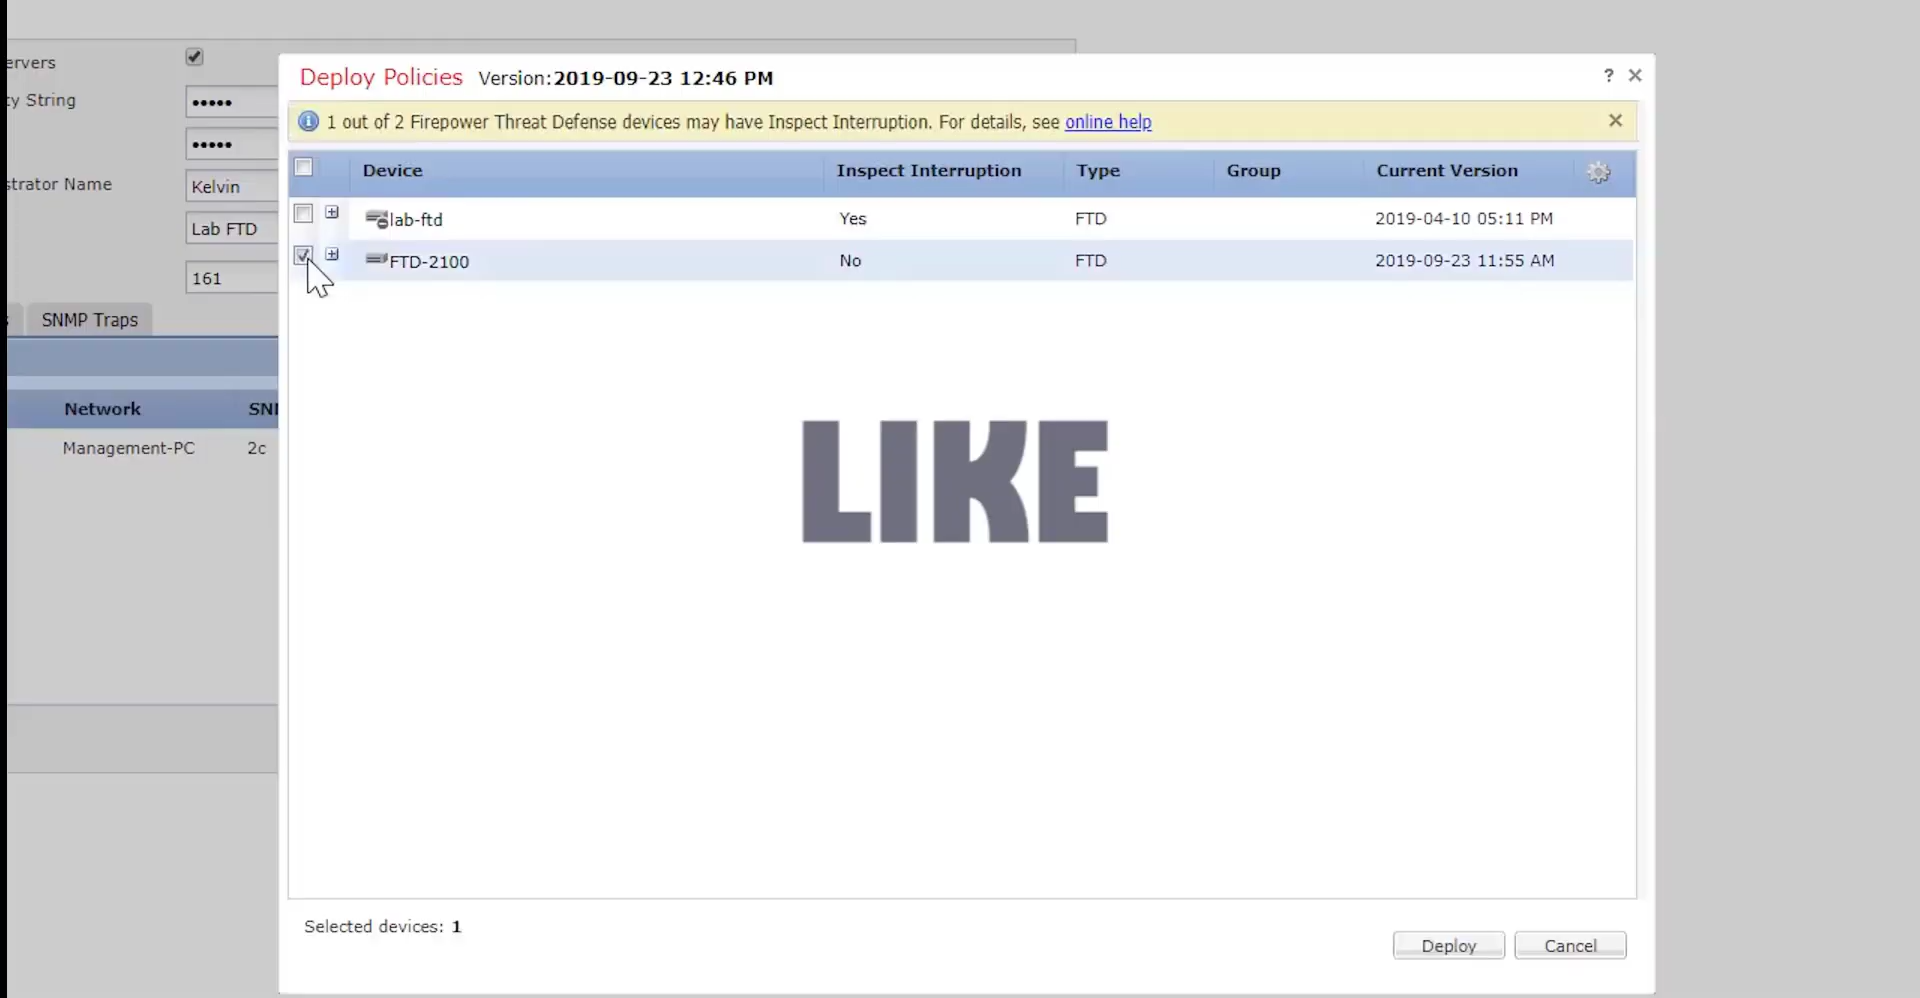 ervers
ty String
•••••
•••••
strator Name
Kelvin
Lab FTD
161
SNMP Traps
Network
Management-PC 2c
Deploy Policies Version:2019-09-23 12:46 PM
? ×
1 out of 2 Firepower Threat Defense devices may have Inspect Interruption. For details, see online help
Device Inspect Interruption Type Group Current Version
lab-ftd Yes FTD 2019-04-10 05:11 PM
FTD-2100 No FTD 2019-09-23 11:55 AM
LIKE
Selected devices: 1
Deploy Cancel